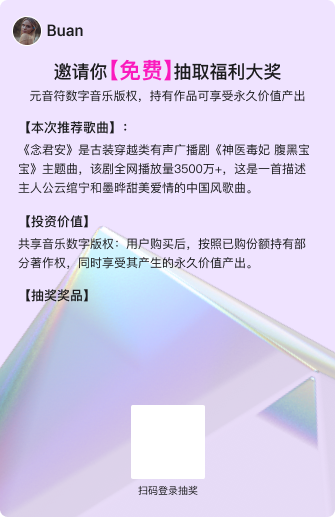 Buan
邀请你【免费】抽取福利大奖
元音符数字音乐版权，持有作品可享受永久价值产出
【本次推荐歌曲】：
《念君安》是古装穿越类有声广播剧《神医毒妃 腹黑宝
宝》主题曲，该剧全网播放量3500万+，这是一首描述
主人公云绾宁和墨晔甜美爱情的中国风歌曲。
【投资价值】
共享音乐数字版权：用户购买后，按照已购份额持有部
分著作权，同时享受其产生的永久价值产出。
【抽奖奖品】
扫码登录抽奖